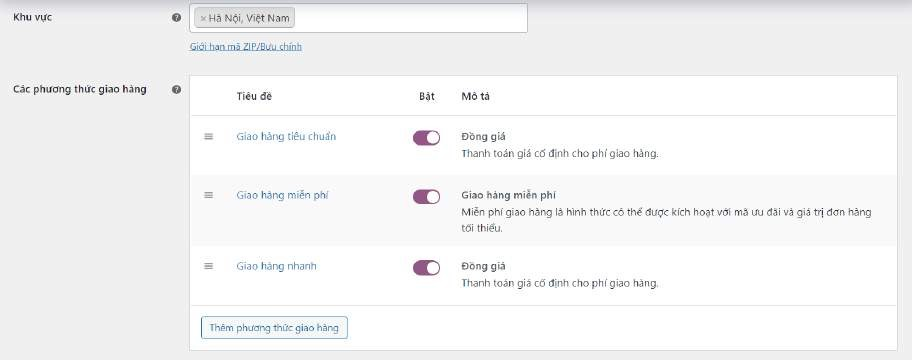 Khu vực
× Hà Nội, Việt Nam
Giới hạn mã ZIP/Bưu chính
Các phương thức giao hàng
Tiêu đề Bật Mô tả
Giao hàng tiêu chuẩn Đồng giá
Thanh toán giá cố định cho phí giao hàng.
Giao hàng miễn phí Giao hàng miễn phí
Miễn phí giao hàng là hình thức có thể được kích hoạt với mã ưu đãi và giá trị đơn hàng
tối thiểu.
Giao hàng nhanh Đồng giá
Thanh toán giá cố định cho phí giao hàng.
Thêm phương thức giao hàng